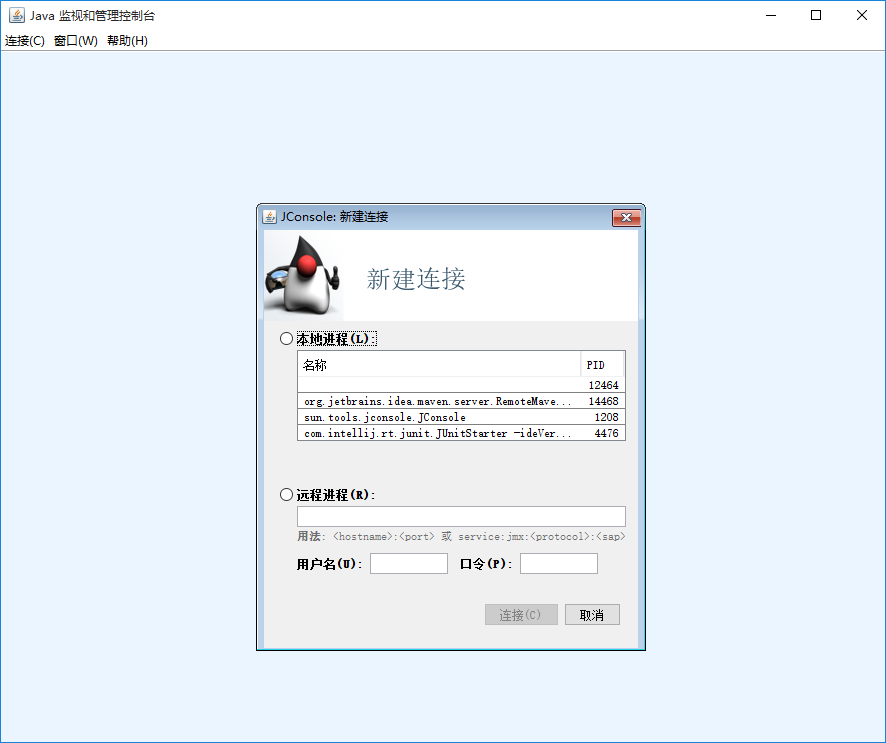 Java 监视和管理控制台
连接(C) 窗口(W) 帮助(H)
JConsole: 新建连接
新建连接
本地进程(L):
名称 PID
12464
org.jetbrains.idea.maven.server.RemoteMave... 14468
sun.tools.jconsole.JConsole 1208
com.intellij.rt.junit.JUnitStarter -ideVer... 4476
远程进程(R):
用法: <hostname>:<port> 或 service:jmx:<protocol>:<sap>
用户名(U): 口令(P):
连接(C) 取消